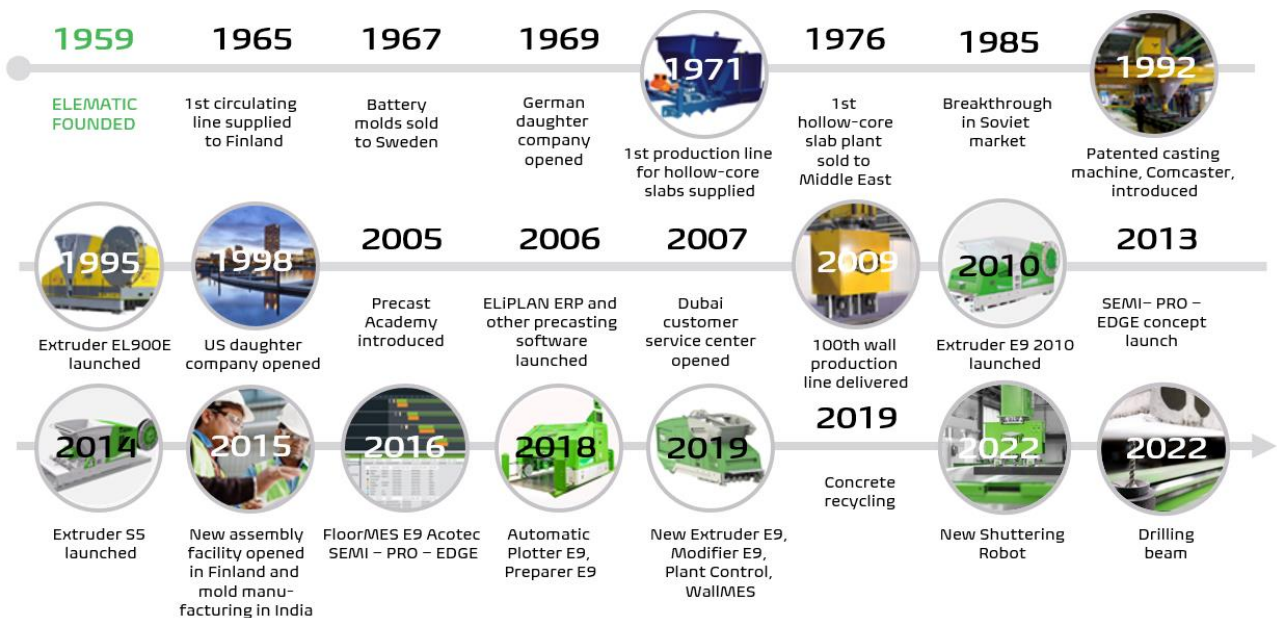 1959
ELEMATIC
FOUNDED
1965
1st circulating
line supplied
to Finland
1967
Battery
molds sold
to Sweden
1969
German
daughter
company
opened
1971
1st production line
for hollow-core
slabs supplied
1976
1st
hollow-core
slab plant
sold to
Middle East
1985
Breakthrough
in Soviet
market
1992
Patented casting
machine, Comcaster,
introduced
1995
Extruder EL900E
launched
1998
US daughter
company opened
2005
Precast
Academy
introduced
2006
ELiPLAN ERP and
other precasting
software
launched
2007
Dubai
customer
service center
opened
2009
100th wall
production
line delivered
2010
Extruder E9 2010
launched
2013
SEMI– PRO –
EDGE concept
launch
2014
Extruder S5
launched
2015
New assembly
facility opened
in Finland and
mold manu-
facturing in India
2016
FloorMES E9 Acotec
SEMI – PRO – EDGE
2018
Automatic
Plotter E9,
Preparer E9
2019
New Extruder E9,
Modifier E9,
Plant Control,
WallMES
2019
Concrete
recycling
2022
New Shuttering
Robot
2022
Drilling
beam